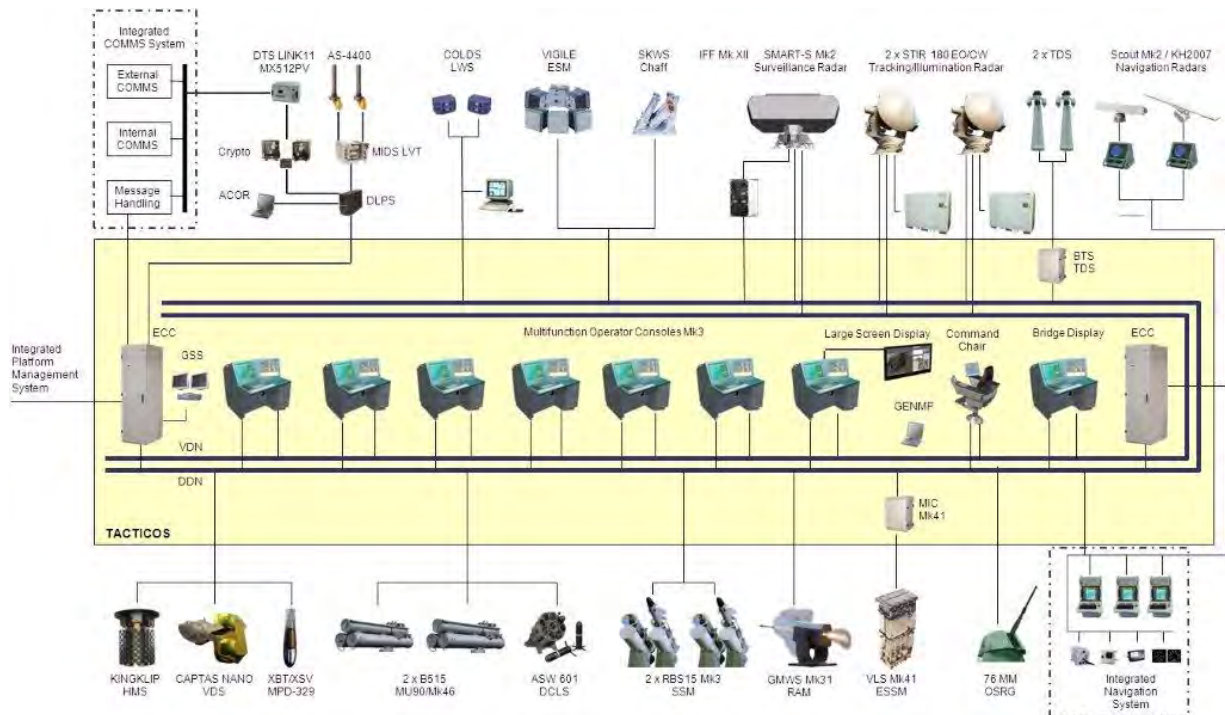 Integrated
COMMS System
External
COMMS
Internal
COMMS
Message
Handling
DTS LINK11
MX512PV
AS-4400
Crypto
MIDS LVT
ACOR
DLPS
COLDS
LWS
VIGILE
ESM
SKWS
Chaff
IFF Mk.XII
SMART-S Mk2
Surveillance Radar
2 x STIR 180 EO/CW
Tracking/Illumination Radar
2 x TDS
Scout Mk2 / KH2007
Navigation Radars
BTS
TDS
Integrated
Platform
Management
System
ECC
GSS
Multifunction Operator Consoles Mk3
Large Screen Display
Command
Chair
Bridge Display
ECC
GENMP
VDN
DDN
MIC
Mk41
TACTICOS
KINGKLIP
HMS
CAPTAS NANO
VDS
XBT/XSV
MPD-329
2 x B515
MU90/Mk46
ASW 601
DCLS
2 x RBS15 Mk3
SSM
GMWS Mk31
RAM
VLS Mk41
ESSM
76 MM
OSRG
Integrated
Navigation
System